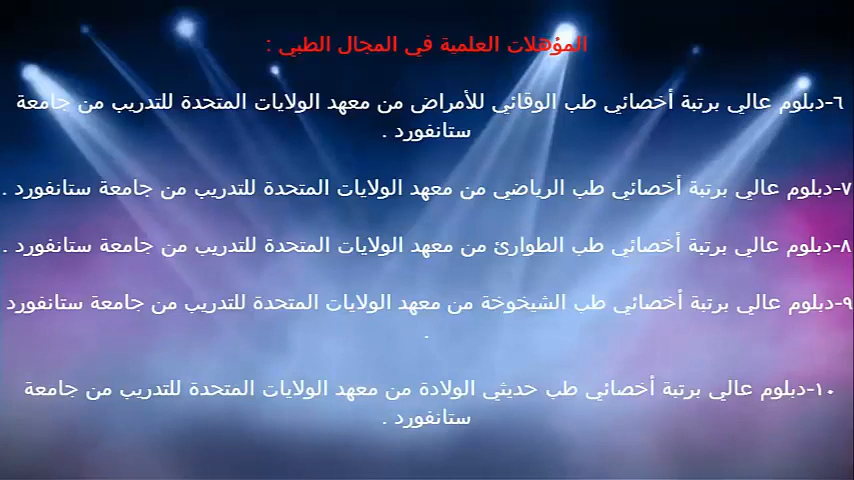 المؤهلات العلمية في المجال الطبي :
٦-دبلوم عالي برتبة أخصائي طب الوقائي للأمراض من معهد الولايات المتحدة للتدريب من جامعة
ستانفورد .
٧-دبلوم عالي برتبة أخصائي طب الرياضي من معهد الولايات المتحدة للتدريب من جامعة ستانفورد .
٨-دبلوم عالي برتبة أخصائي طب الطوارئ من معهد الولايات المتحدة للتدريب من جامعة ستانفورد .
٩-دبلوم عالي برتبة أخصائي طب الشيخوخة من معهد الولايات المتحدة للتدريب من جامعة ستانفورد
.
١٠-دبلوم عالي برتبة أخصائي طب حديثي الولادة من معهد الولايات المتحدة للتدريب من جامعة
ستانفورد .